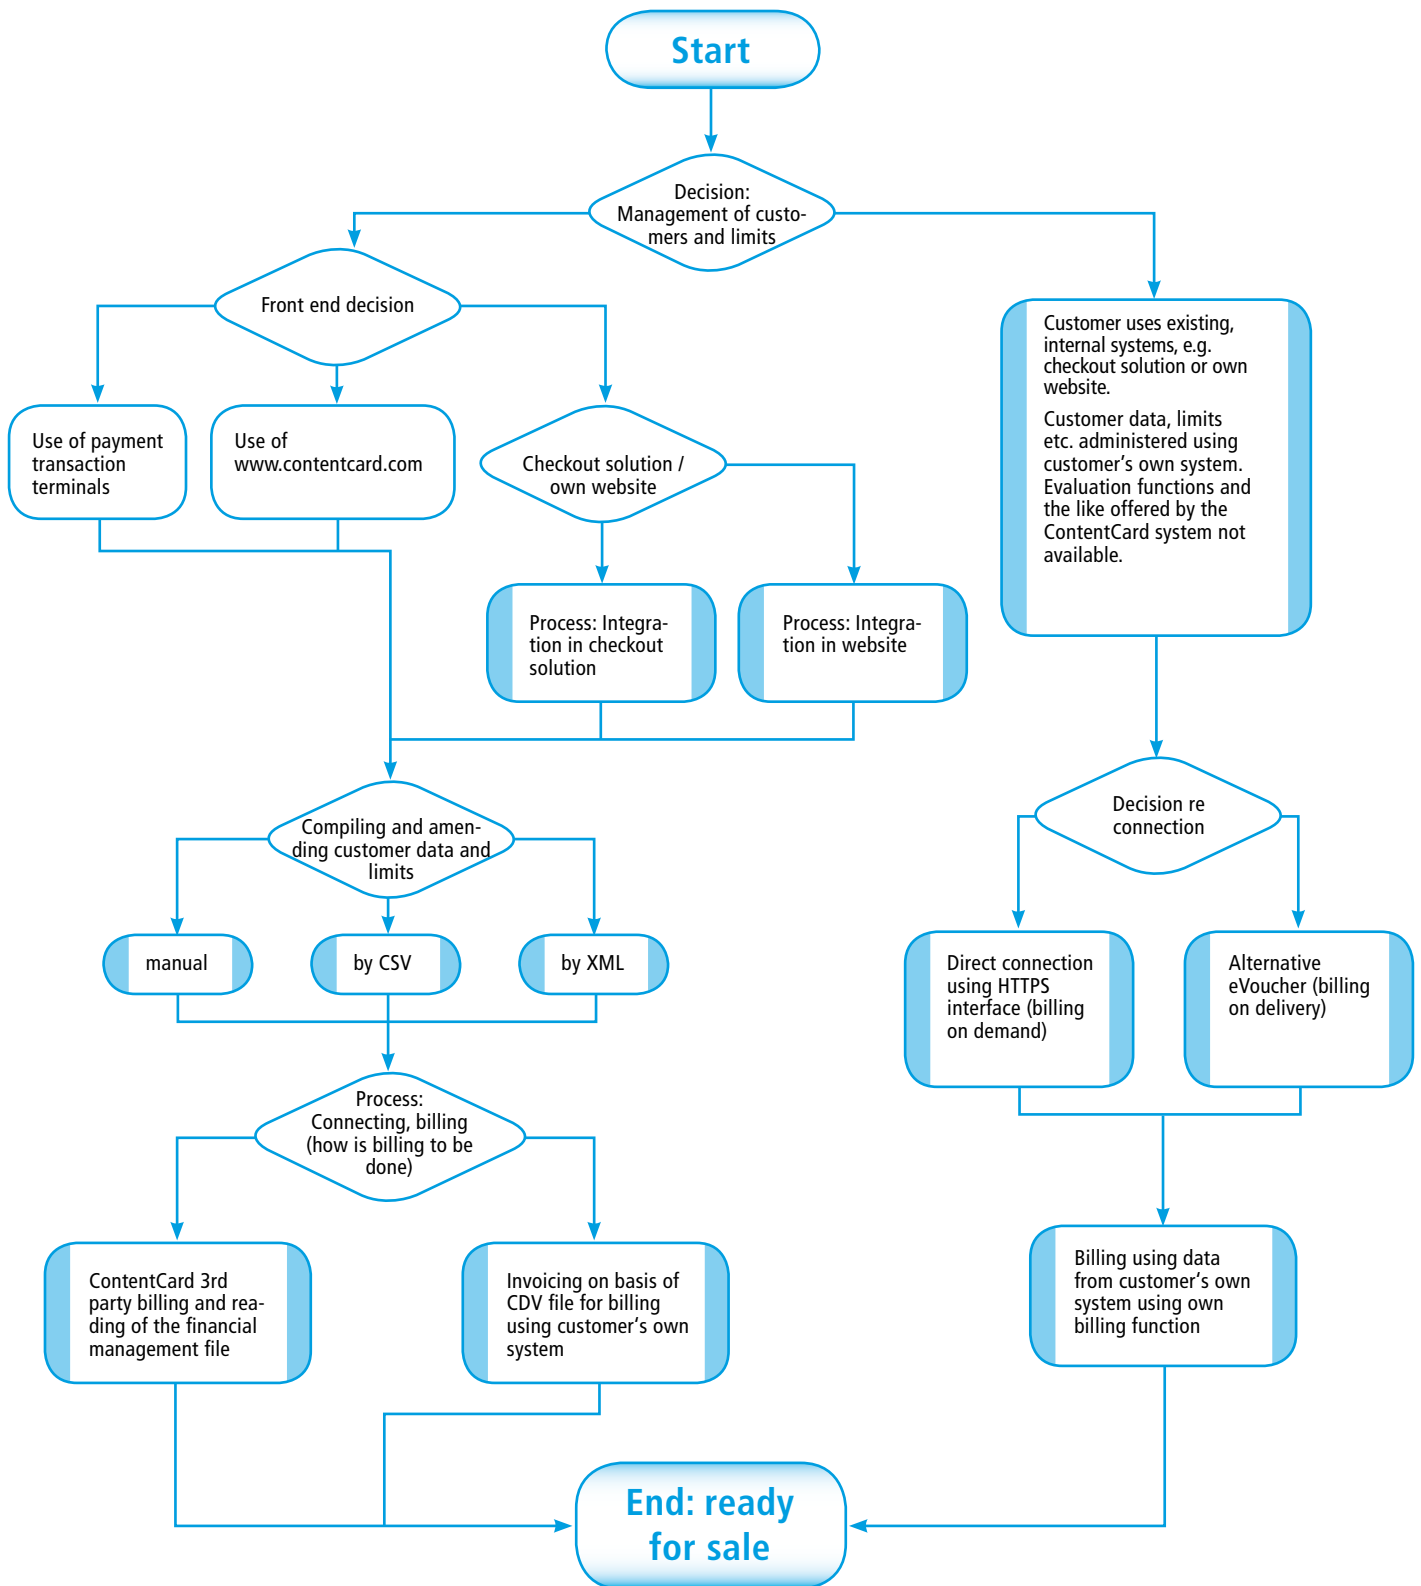 Start
Decision:
Management of custo-
mers and limits
Front end decision
Customer uses existing,
internal systems, e.g.
checkout solution or own
website.
Customer data, limits
etc. administered using
customer's own system.
Evaluation functions and
the like offered by the
ContentCard system not
available.
Use of payment
transaction
terminals
Use of
www.contentcard.com
Checkout solution /
own website
Process: Integra-
tion in checkout
solution
Process: Integra-
tion in website
Compiling and amen-
ding customer data and
limits
Decision re
connection
manual
by CSV
by XML
Direct connection
using HTTPS
interface (billing
on demand)
Alternative
eVoucher (billing
on delivery)
Process:
Connecting, billing
(how is billing to be
done)
ContentCard 3rd
party billing and rea-
ding of the financial
management file
Invoicing on basis of
CDV file for billing
using customer‘s own
system
Billing using data
from customer‘s own
system using own
billing function
End: ready
for sale